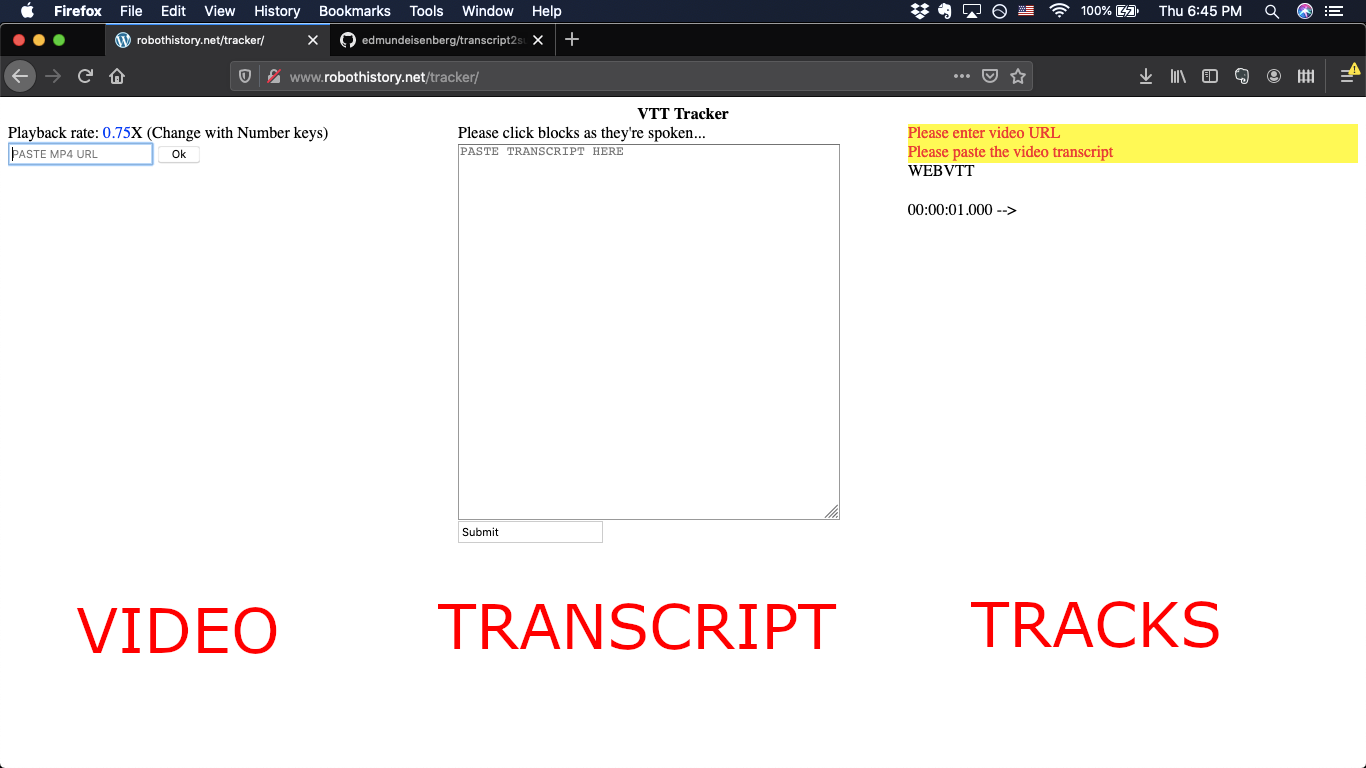 Firefox File Edit View History Bookmarks Tools Window Help 100% Thu 6:45 PM
robothistory.net/tracker/ edmundeisenberg/transcript2s
www.robothistory.net/tracker/
VTT Tracker
Playback rate: 0.75X (Change with Number keys)
PASTE MP4 URL Ok
Please click blocks as they're spoken...
PASTE TRANSCRIPT HERE
Submit
Please enter video URL
Please paste the video transcript
WEBVTT
00:00:01.000 -->
VIDEO TRANSCRIPT TRACKS